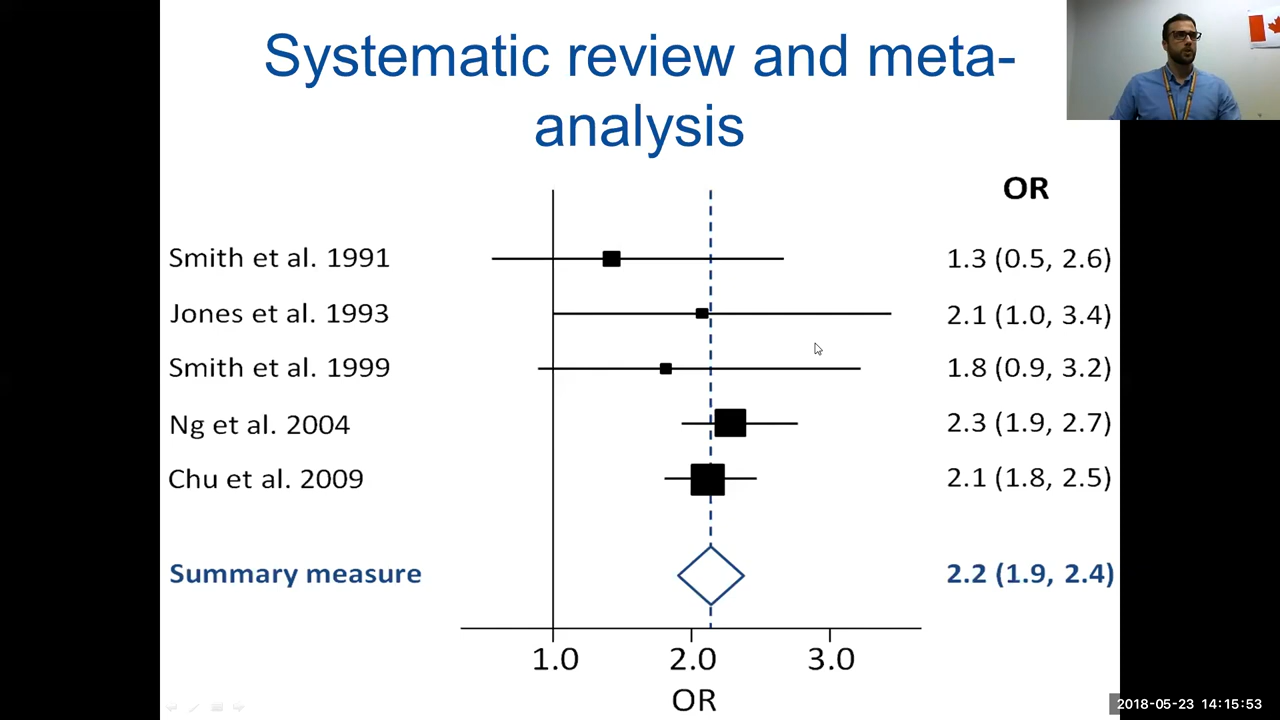 Systematic review and meta-
analysis
OR
Smith et al. 1991 1.3 (0.5, 2.6)
Jones et al. 1993 2.1 (1.0, 3.4)
Smith et al. 1999 1.8 (0.9, 3.2)
Ng et al. 2004 2.3 (1.9, 2.7)
Chu et al. 2009 2.1 (1.8, 2.5)
Summary measure 2.2 (1.9, 2.4)
1.0 2.0 3.0
OR
2018-05-23 14:15:53